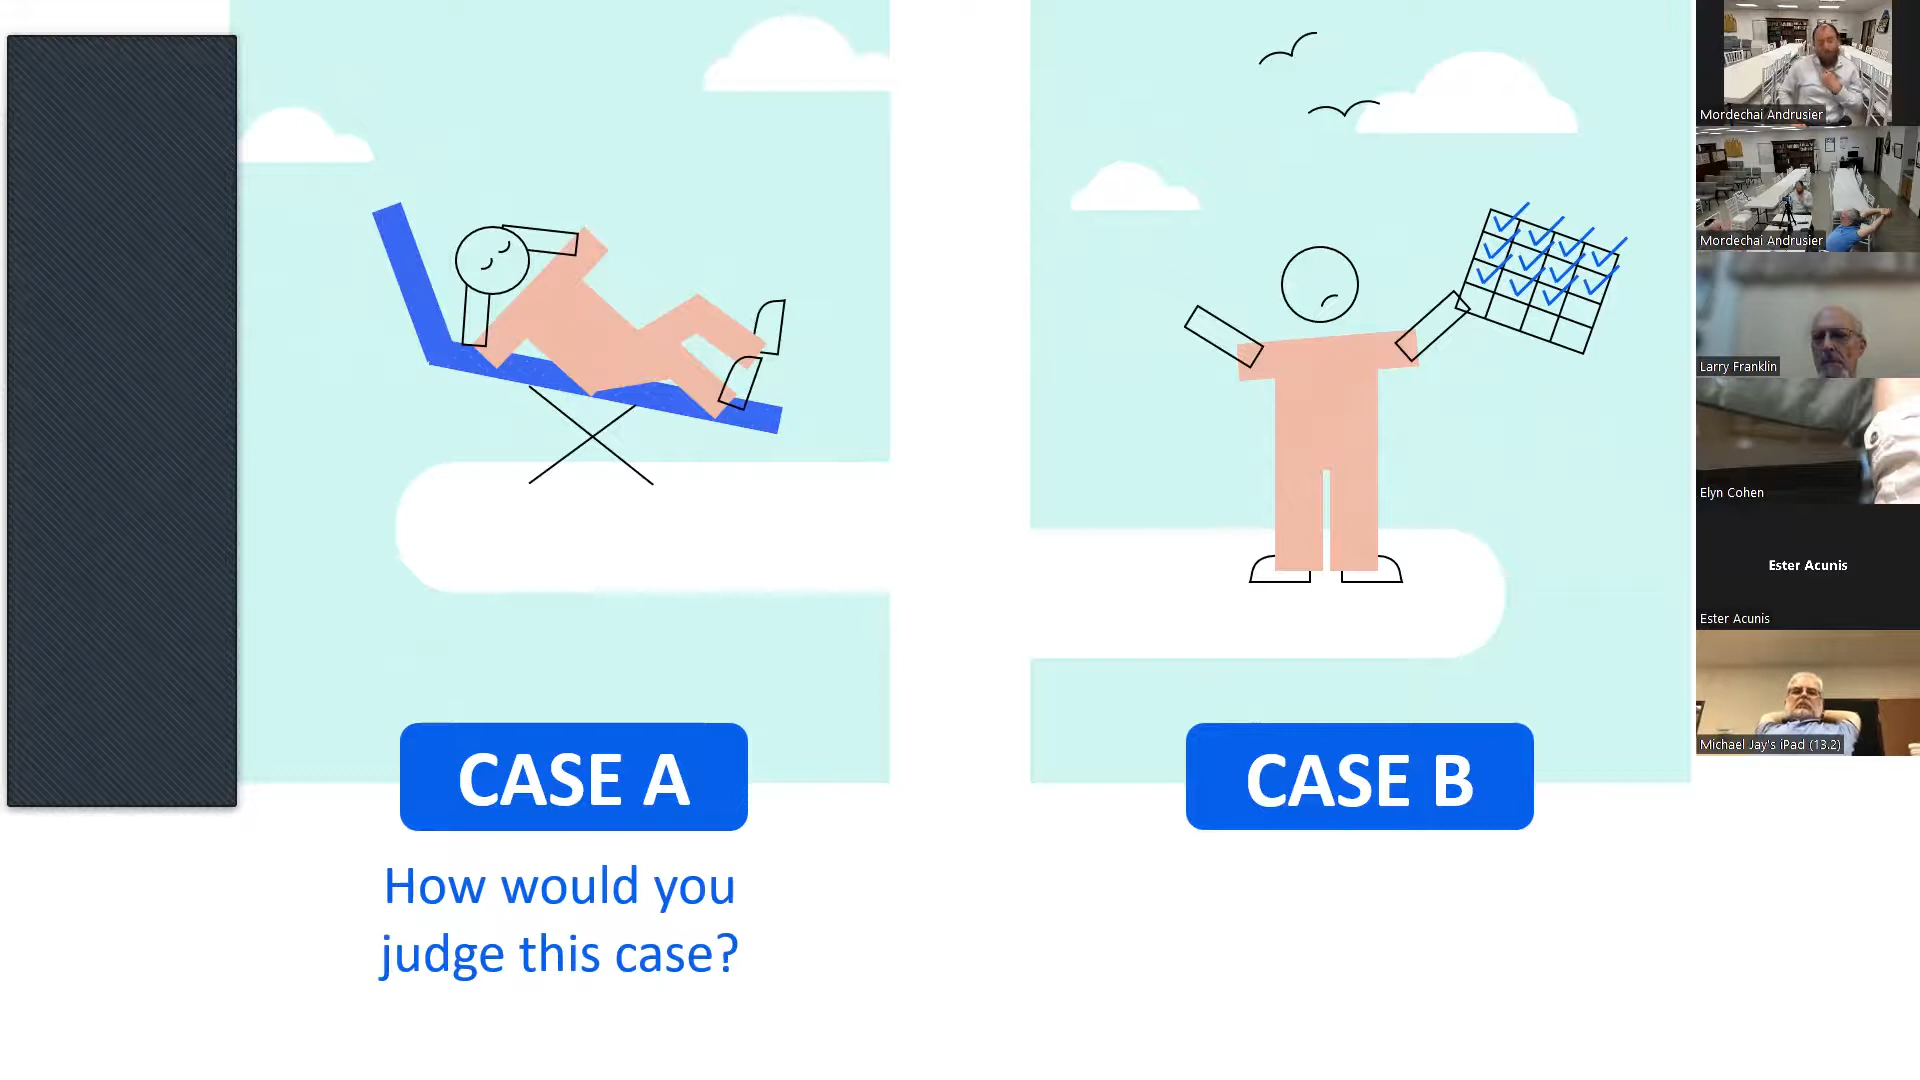 CASE A
How would you
judge this case?
CASE B
Mordechai Andrusier
Mordechai Andrusier
Larry Franklin
Elyn Cohen
Ester Acunis
Ester Acunis
Michael Jay's iPad (13.2)